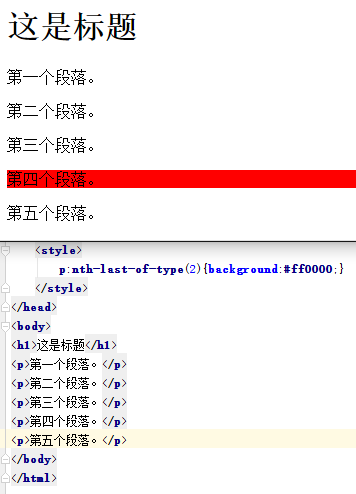 这是标题
第一个段落。
第二个段落。
第三个段落。
第四个段落。
第五个段落。
<style>
p:nth-last-of-type(2){background:#ff0000;}
</style>
</head>
<body>
<h1>这是标题</h1>
<p>第一个段落。</p>
<p>第二个段落。</p>
<p>第三个段落。</p>
<p>第四个段落。</p>
<p>第五个段落。</p>
</body>
</html>